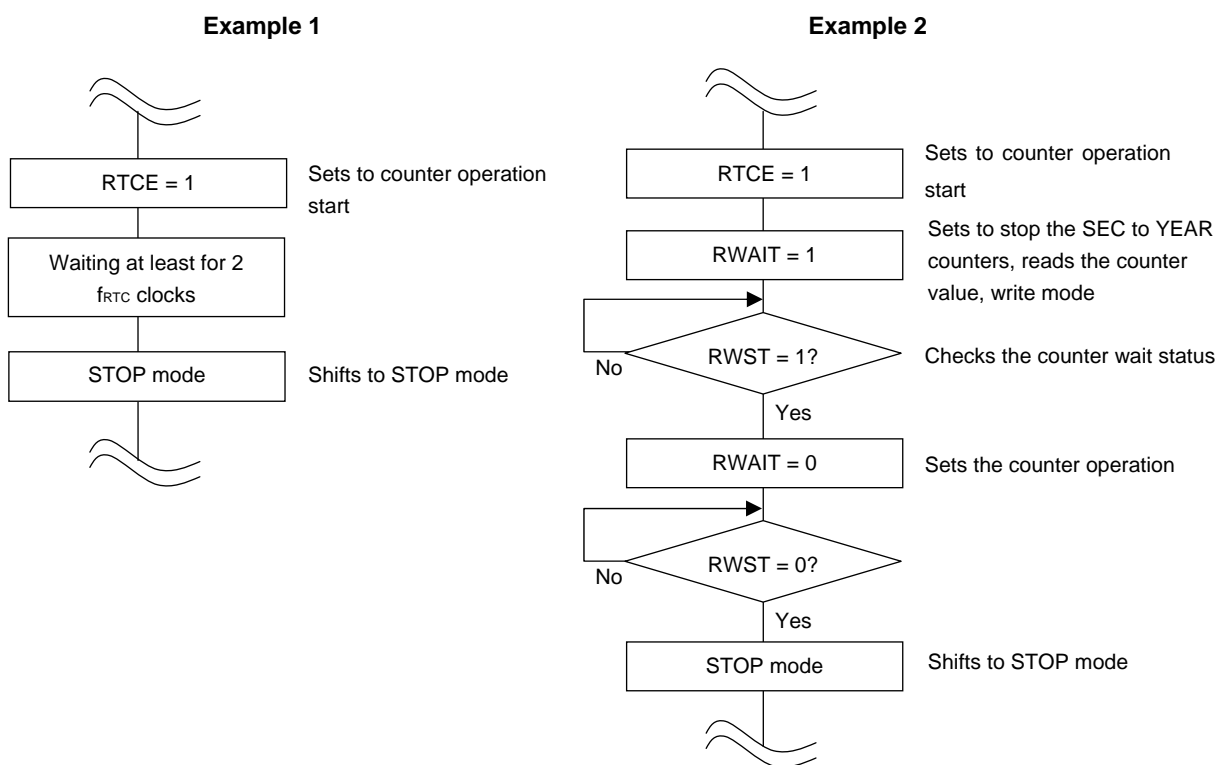 Example 1
RTCE = 1
Sets to counter operation
start
Waiting at least for 2
fRTC clocks
STOP mode
Shifts to STOP mode
Example 2
RTCE = 1
Sets to counter operation
start
RWAIT = 1
Sets to stop the SEC to YEAR
counters, reads the counter
value, write mode
RWST = 1?
No
Checks the counter wait status
Yes
RWAIT = 0
Sets the counter operation
RWST = 0?
No
Yes
STOP mode
Shifts to STOP mode